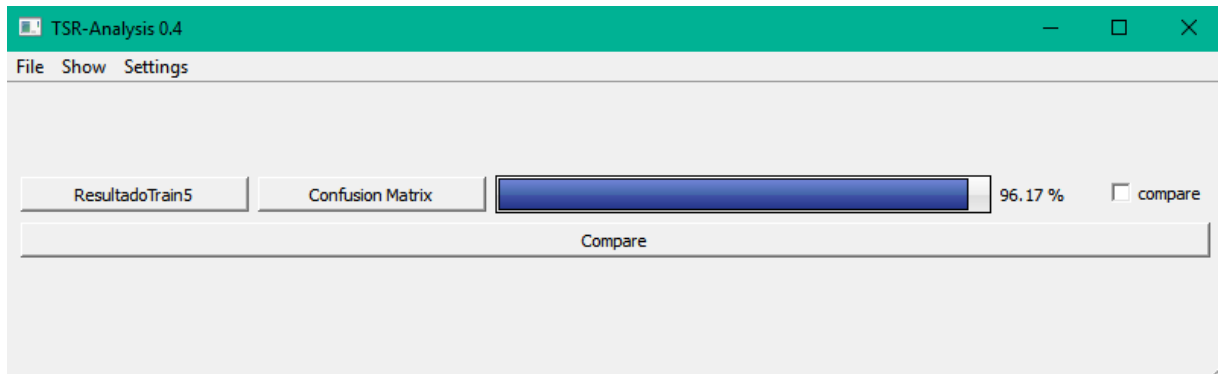 TSR-Analysis 0.4
File Show Settings
ResultadoTrain5 Confusion Matrix 96.17 % compare
Compare